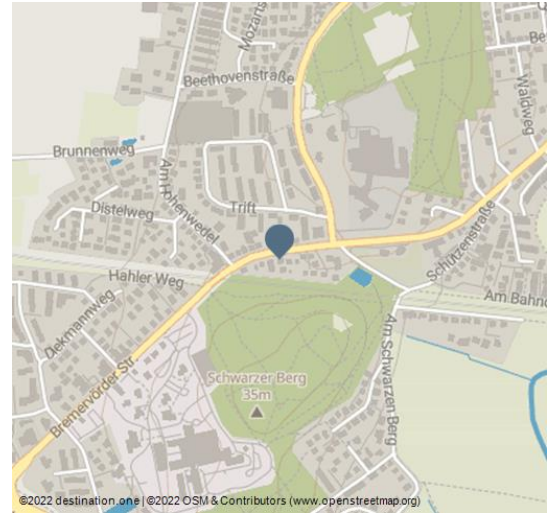 Mozarts
Beethovenstraße
Waldweg
Brunnenweg
Am Hohenwedel
Distelweg
Trift
Schützenstraße
Hahler Weg
Dekmannweg
Am Bahnc
Bremervörder Str.
Am Schwarzen Berg
Schwarzer Berg
35m
©2022 destination.one | ©2022 OSM & Contributors (www.openstreetmap.org)